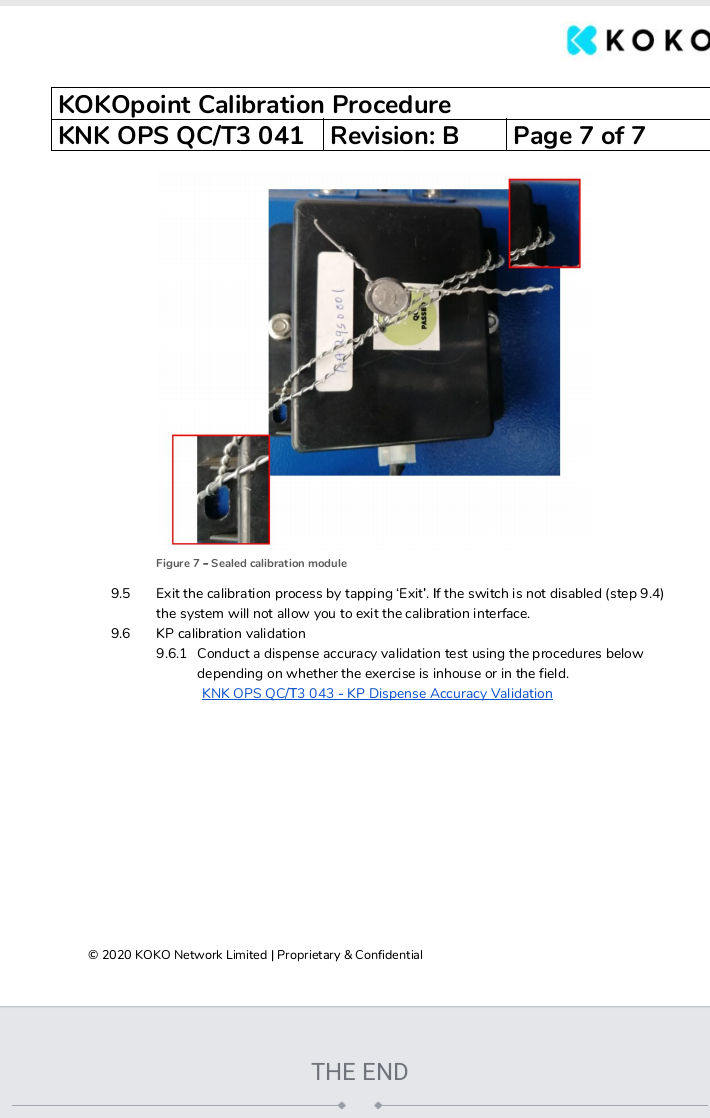 KOKO
KOKOpoint Calibration Procedure
KNK OPS QC/T3 041 Revision: B Page 7 of 7
PASSED
Figure 7 – Sealed calibration module
9.5 Exit the calibration process by tapping ‘Exit’. If the switch is not disabled (step 9.4)
the system will not allow you to exit the calibration interface.
9.6 KP calibration validation
9.6.1 Conduct a dispense accuracy validation test using the procedures below
depending on whether the exercise is inhouse or in the field.
KNK OPS QC/T3 043 - KP Dispense Accuracy Validation
© 2020 KOKO Network Limited | Proprietary & Confidential
THE END